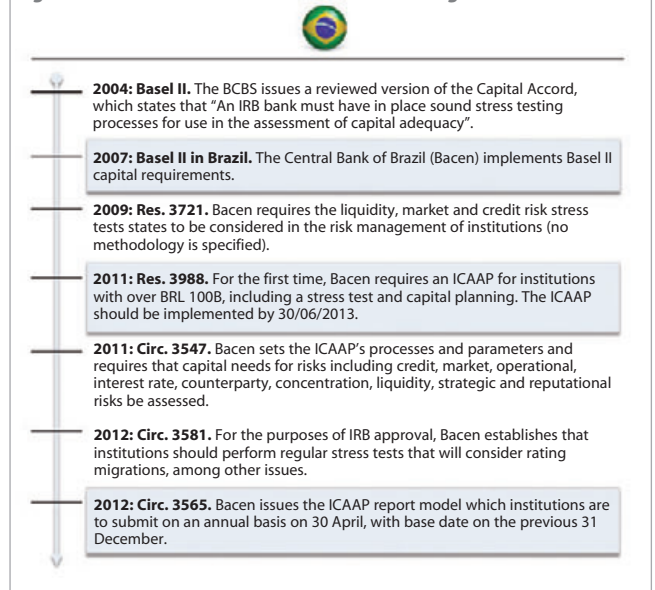 2004: Basel II. The BCBS issues a reviewed version of the Capital Accord,
which states that “An IRB bank must have in place sound stress testing
processes for use in the assessment of capital adequacy”.
2007: Basel II in Brazil. The Central Bank of Brazil (Bacen) implements Basel II
capital requirements.
2009: Res. 3721. Bacen requires the liquidity, market and credit risk stress
tests states to be considered in the risk management of institutions (no
methodology is specified).
2011: Res. 3988. For the first time, Bacen requires an ICAAP for institutions
with over BRL 100B, including a stress test and capital planning. The ICAAP
should be implemented by 30/06/2013.
2011: Circ. 3547. Bacen sets the ICAAP’s processes and parameters and
requires that capital needs for risks including credit, market, operational,
interest rate, counterparty, concentration, liquidity, strategic and reputational
risks be assessed.
2012: Circ. 3581. For the purposes of IRB approval, Bacen establishes that
institutions should perform regular stress tests that will consider rating
migrations, among other issues.
2012: Circ. 3565. Bacen issues the ICAAP report model which institutions are
to submit on an annual basis on 30 April, with base date on the previous 31
December.